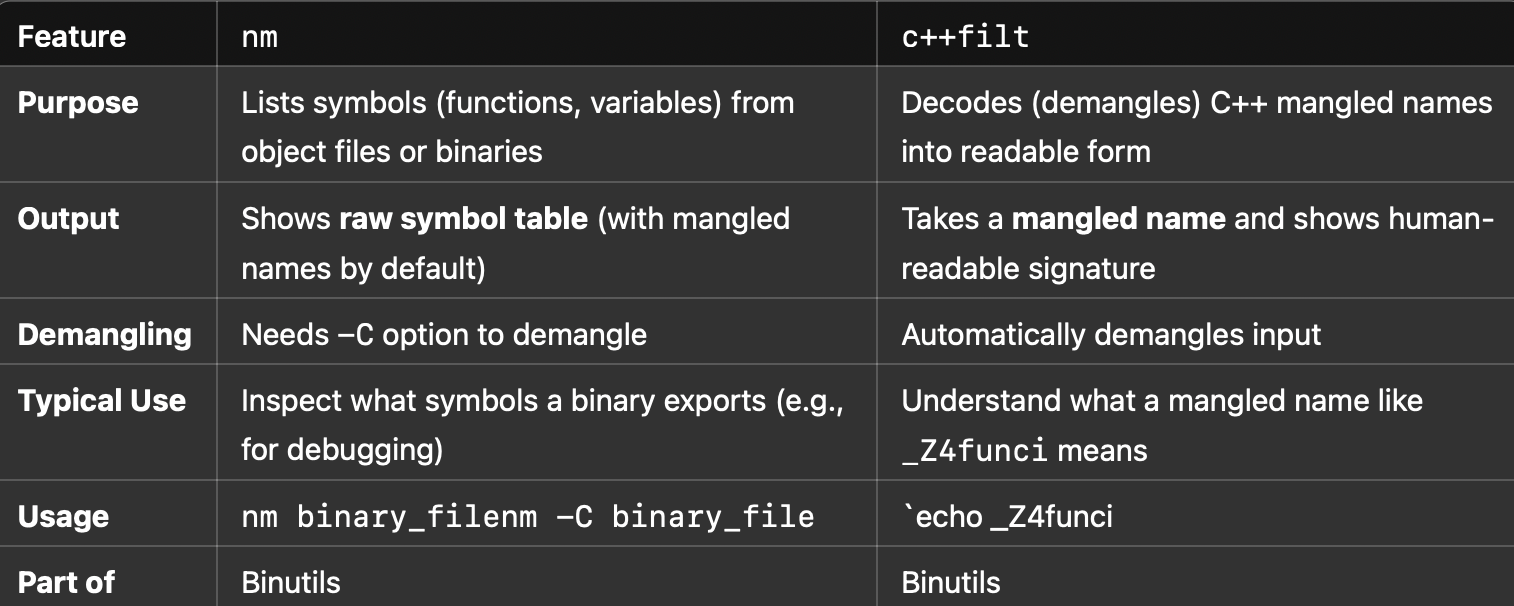 Feature nm c++filt
Purpose Lists symbols (functions, variables) from object files or binaries Decodes (demangles) C++ mangled names into readable form
Output Shows raw symbol table (with mangled names by default) Takes a mangled name and shows human-readable signature
Demangling Needs –C option to demangle Automatically demangles input
Typical Use Inspect what symbols a binary exports (e.g., for debugging) Understand what a mangled name like _Z4funci means
Usage nm binary_filenm –C binary_file `echo _Z4funci
Part of Binutils Binutils